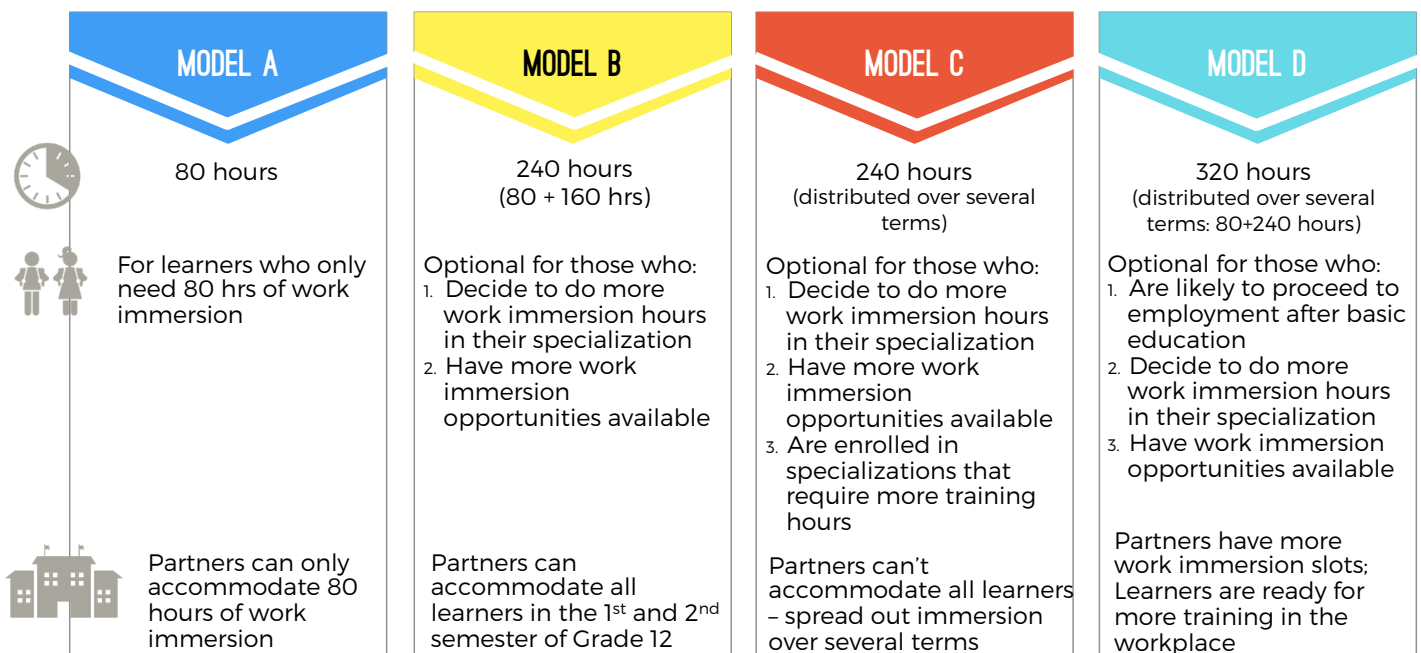 MODEL A
80 hours
For learners who only
need 80 hrs of work
immersion
Partners can only
accommodate 80
hours of work
immersion
MODEL B
240 hours
(80 + 160 hrs)
Optional for those who:
1. Decide to do more
work immersion hours
in their specialization
2. Have more work
immersion
opportunities available
Partners can
accommodate all
learners in the 1st and 2nd
semester of Grade 12
MODEL C
240 hours
(distributed over several
terms)
Optional for those who:
1. Decide to do more
work immersion hours
in their specialization
2. Have more work
immersion
opportunities available
3. Are enrolled in
specializations that
require more training
hours
Partners can’t
accommodate all learners
– spread out immersion
over several terms
MODEL D
320 hours
(distributed over several
terms: 80+240 hours)
Optional for those who:
1. Are likely to proceed to
employment after basic
education
2. Decide to do more
work immersion hours
in their specialization
3. Have work immersion
opportunities available
Partners have more
work immersion slots;
Learners are ready for
more training in the
workplace